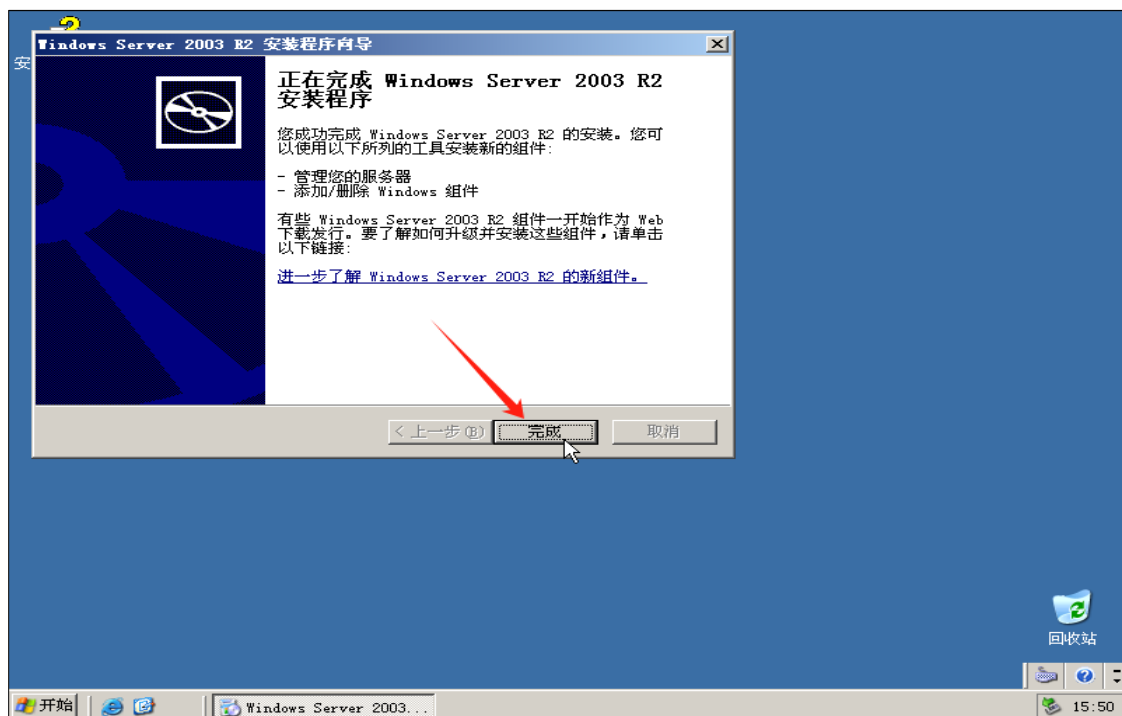 安
Windows Server 2003 R2 安装程序向导
正在完成 Windows Server 2003 R2
安装程序
您成功完成 Windows Server 2003 R2 的安装。您可
以使用以下所列的工具安装新的组件:
- 管理您的服务器
- 添加/删除 Windows 组件
有些 Windows Server 2003 R2 组件一开始作为 Web
下载发行。要了解如何升级并安装这些组件，请单击
以下链接:
进一步了解 Windows Server 2003 R2 的新组件。
< 上一步(B)
完成
取消
回收站
开始
Windows Server 2003...
15:50